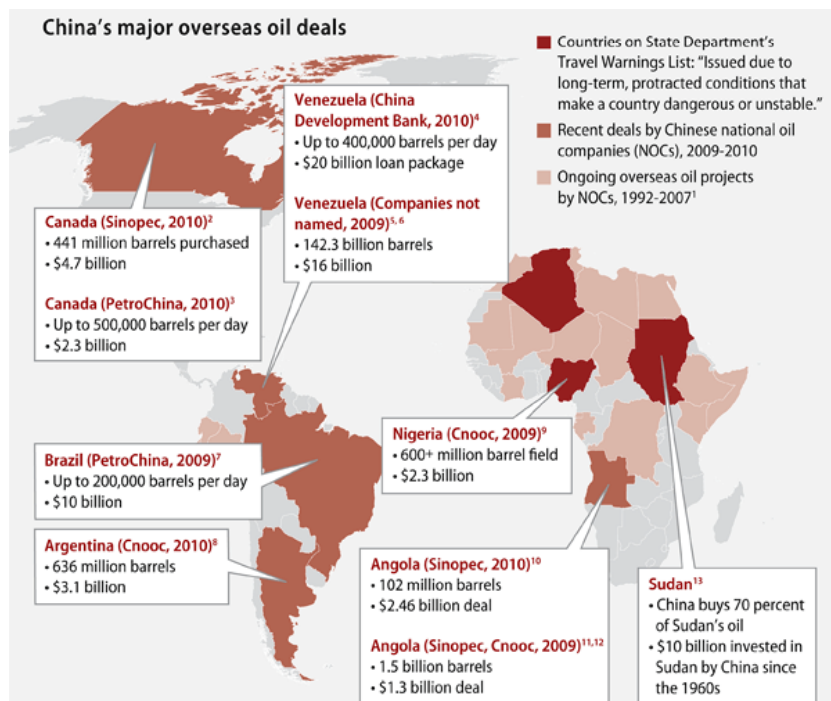 China’s major overseas oil deals
Countries on State Department’s
Travel Warnings List: “Issued due to
long-term, protracted conditions that
make a country dangerous or unstable.”
Recent deals by Chinese national oil
companies (NOCs), 2009-2010
Ongoing overseas oil projects
by NOCs, 1992-2007¹
Venezuela (China
Development Bank, 2010)⁴
• Up to 400,000 barrels per day
• $20 billion loan package
Venezuela (Companies not
named, 2009)⁵,⁶
• 142.3 billion barrels
• $16 billion
Canada (Sinopec, 2010)²
• 441 million barrels purchased
• $4.7 billion
Canada (PetroChina, 2010)³
• Up to 500,000 barrels per day
• $2.3 billion
Brazil (PetroChina, 2009)⁷
• Up to 200,000 barrels per day
• $10 billion
Argentina (Cnooc, 2010)⁸
• 636 million barrels
• $3.1 billion
Nigeria (Cnooc, 2009)⁹
• 600+ million barrel field
• $2.3 billion
Angola (Sinopec, 2010)¹⁰
• 102 million barrels
• $2.46 billion deal
Angola (Sinopec, Cnooc, 2009)¹¹,¹²
• 1.5 billion barrels
• $1.3 billion deal
Sudan¹³
• China buys 70 percent
of Sudan’s oil
• $10 billion invested in
Sudan by China since
the 1960s